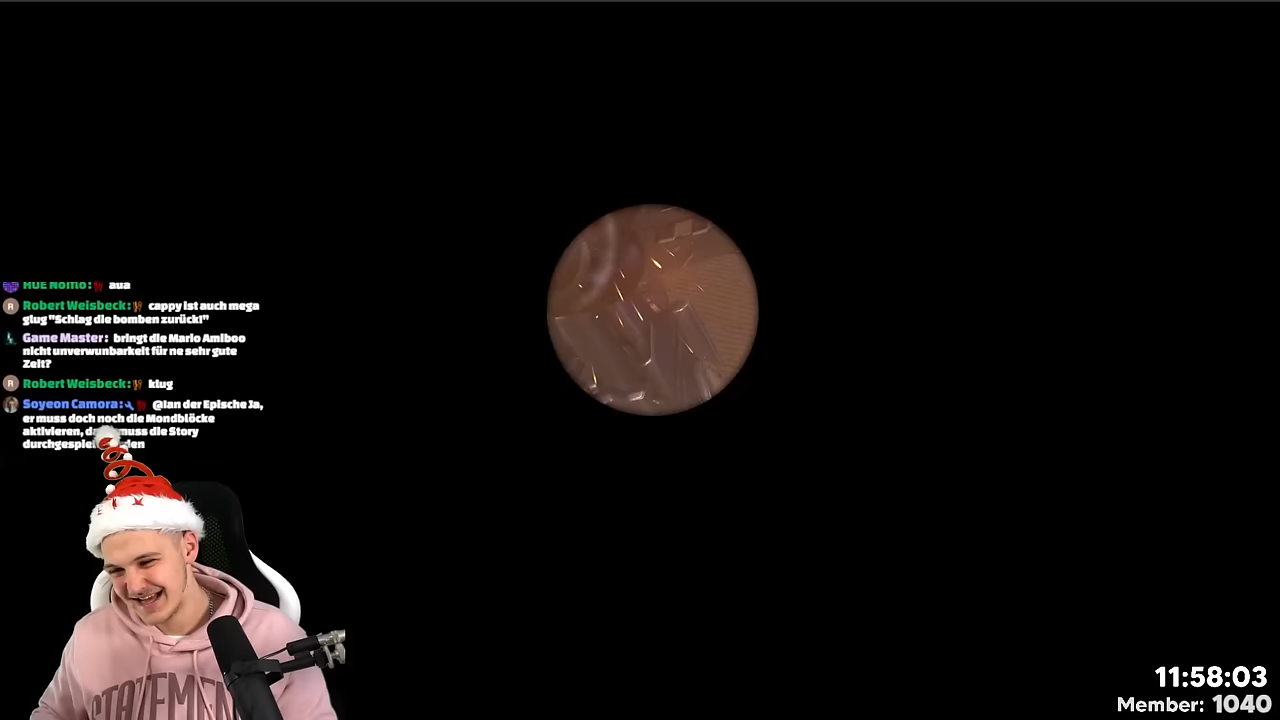 aua
Robert Weisbeck: cappy ist auch mega
glug "Schlag die bomben zurück!"
Game Master: bringt die Mario Amiboo
nicht unverwunbarkeit für ne sehr gute
Zeit?
Robert Weisbeck: klug
Soyeon Camora: @Ian der Epische Ja,
er muss doch noch die Mondblöcke
aktivieren, muss die Story
STATEMEN
11:58:03
Member: 1040